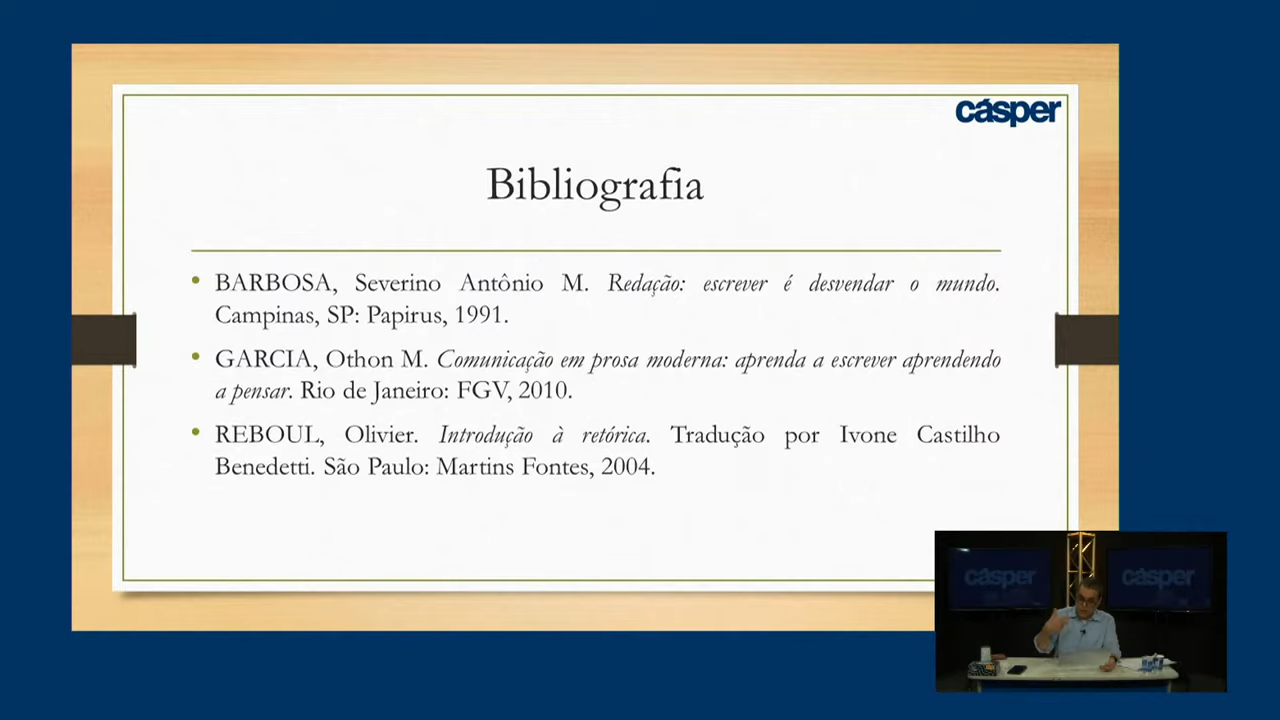 cásper
Bibliografia
• BARBOSA, Severino Antônio M. Redação: escrever é desvendar o mundo.
Campinas, SP: Papirus, 1991.
• GARCIA, Othon M. Comunicação em prosa moderna: aprenda a escrever aprendendo
a pensar. Rio de Janeiro: FGV, 2010.
• REBOUL, Olivier. Introdução à retórica. Tradução por Ivone Castilho
Benedetti. São Paulo: Martins Fontes, 2004.
cásper
cásper